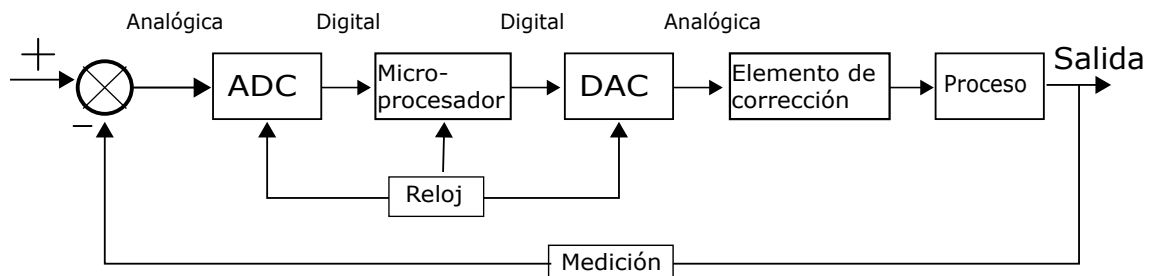 Analógica
Digital
Digital
Analógica
+
Salida
ADC
Micro-
procesador
DAC
Elemento de
corrección
Proceso
−
Reloj
Medición